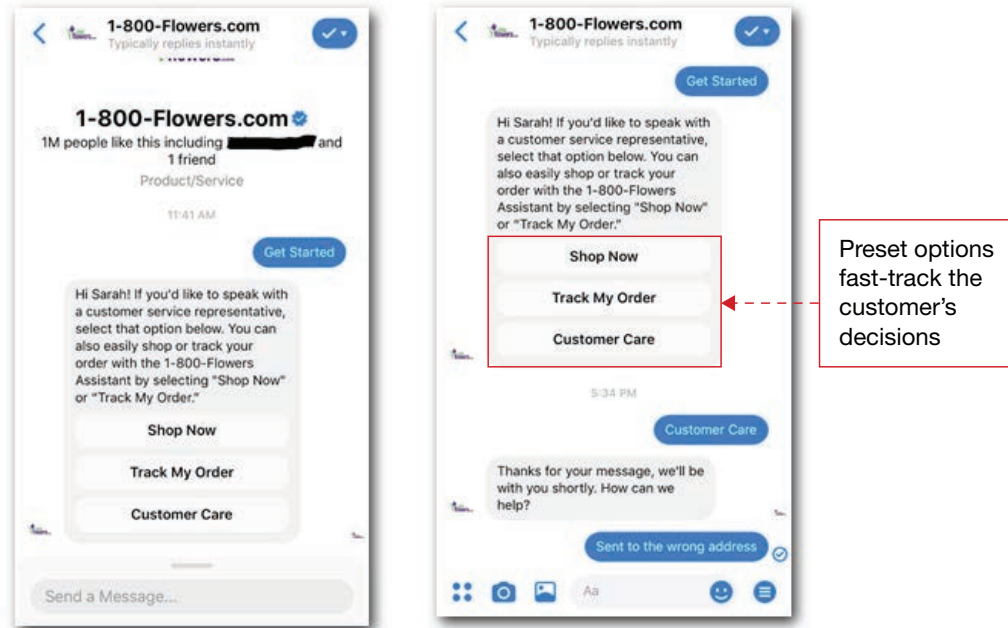 1-800-Flowers.com
Typically replies instantly
1-800-Flowers.com
1M people like this including and
1 friend
Product/Service
11:41 AM
Get Started
Hi Sarah! If you'd like to speak with
a customer service representative,
select that option below. You can
also easily shop or track your
order with the 1-800-Flowers
Assistant by selecting "Shop Now"
or "Track My Order."
Shop Now
Track My Order
Customer Care
Send a Message...
1-800-Flowers.com
Typically replies instantly
Get Started
Hi Sarah! If you'd like to speak with
a customer service representative,
select that option below. You can
also easily shop or track your
order with the 1-800-Flowers
Assistant by selecting "Shop Now"
or "Track My Order."
Shop Now
Track My Order
Customer Care
5:34 PM
Customer Care
Thanks for your message, we'll be
with you shortly. How can we
help?
Sent to the wrong address
Aa
Preset options
fast-track the
customer's
decisions